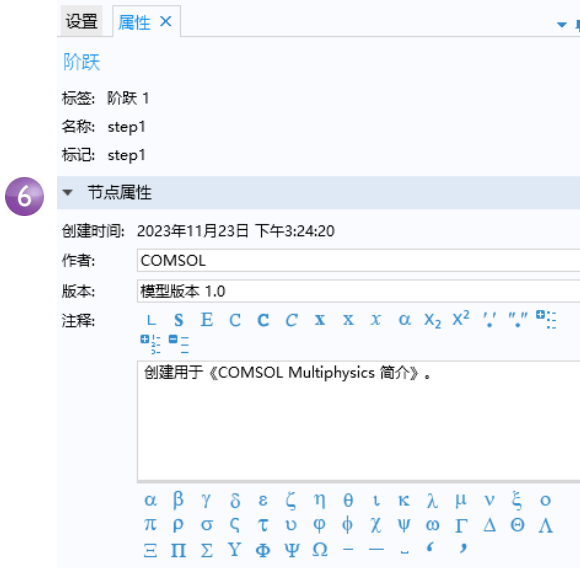 设置 属性 ×
阶跃
标签: 阶跃 1
名称: step1
标记: step1
6 节点属性
创建时间: 2023年11月23日 下午3:24:20
作者: COMSOL
版本: 模型版本 1.0
注释: L S E C C C x x x α X₂ X² ‘.’ “.”
创建用于《COMSOL Multiphysics 简介》。
α β γ δ ε ζ η θ ι κ λ μ ν ξ ο
π ρ σ ς τ υ φ ϕ χ ψ ω Γ Δ Θ Λ
Ξ Π Σ Υ Φ Ψ Ω – — ⎵ ‘ ’